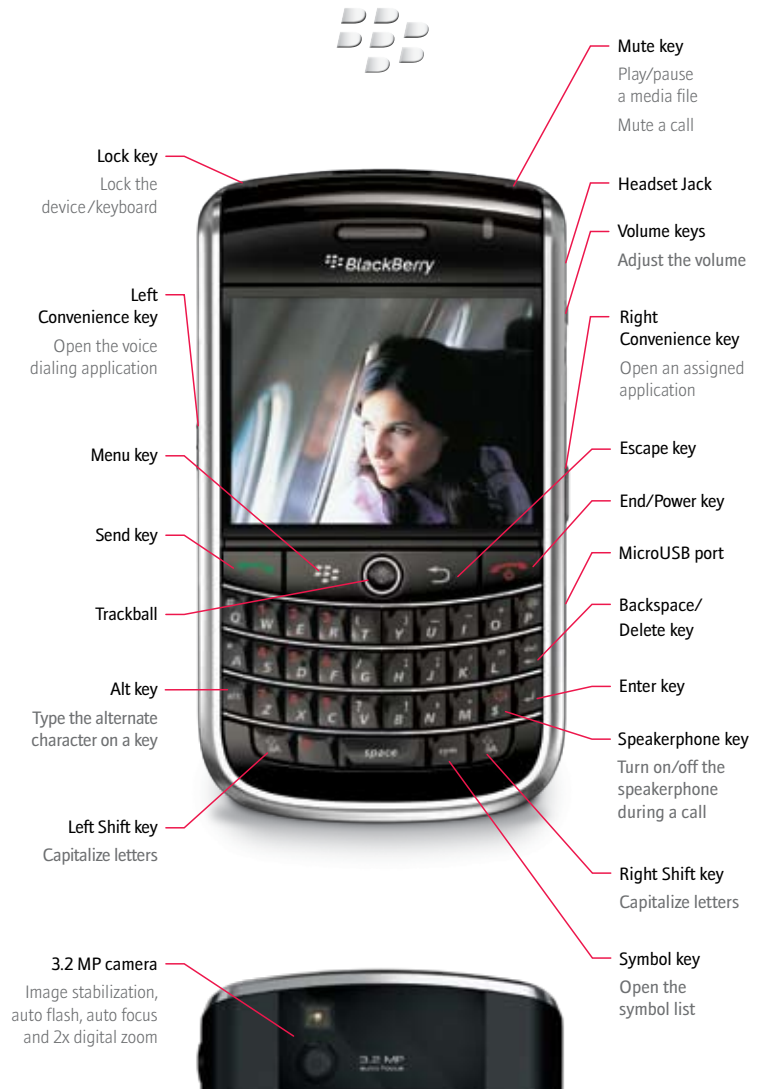 Mute key
Play/pause
a media file
Mute a call
Lock key
Lock the
device/keyboard
Headset Jack
Volume keys
Adjust the volume
BlackBerry
Left
Convenience key
Open the voice
dialing application
Right
Convenience key
Open an assigned
application
Menu key
Escape key
End/Power key
Send key
MicroUSB port
Trackball
Backspace/
Delete key
Q W E R T Y U I O P
A S D F G H J K L
Alt key
Type the alternate
character on a key
Enter key
alt Z X C V B N M $
Speakerphone key
Turn on/off the
speakerphone
during a call
space sym
Left Shift key
Capitalize letters
Right Shift key
Capitalize letters
3.2 MP camera
Image stabilization,
auto flash, auto focus
and 2x digital zoom
Symbol key
Open the
symbol list
3.2 MP
auto focus